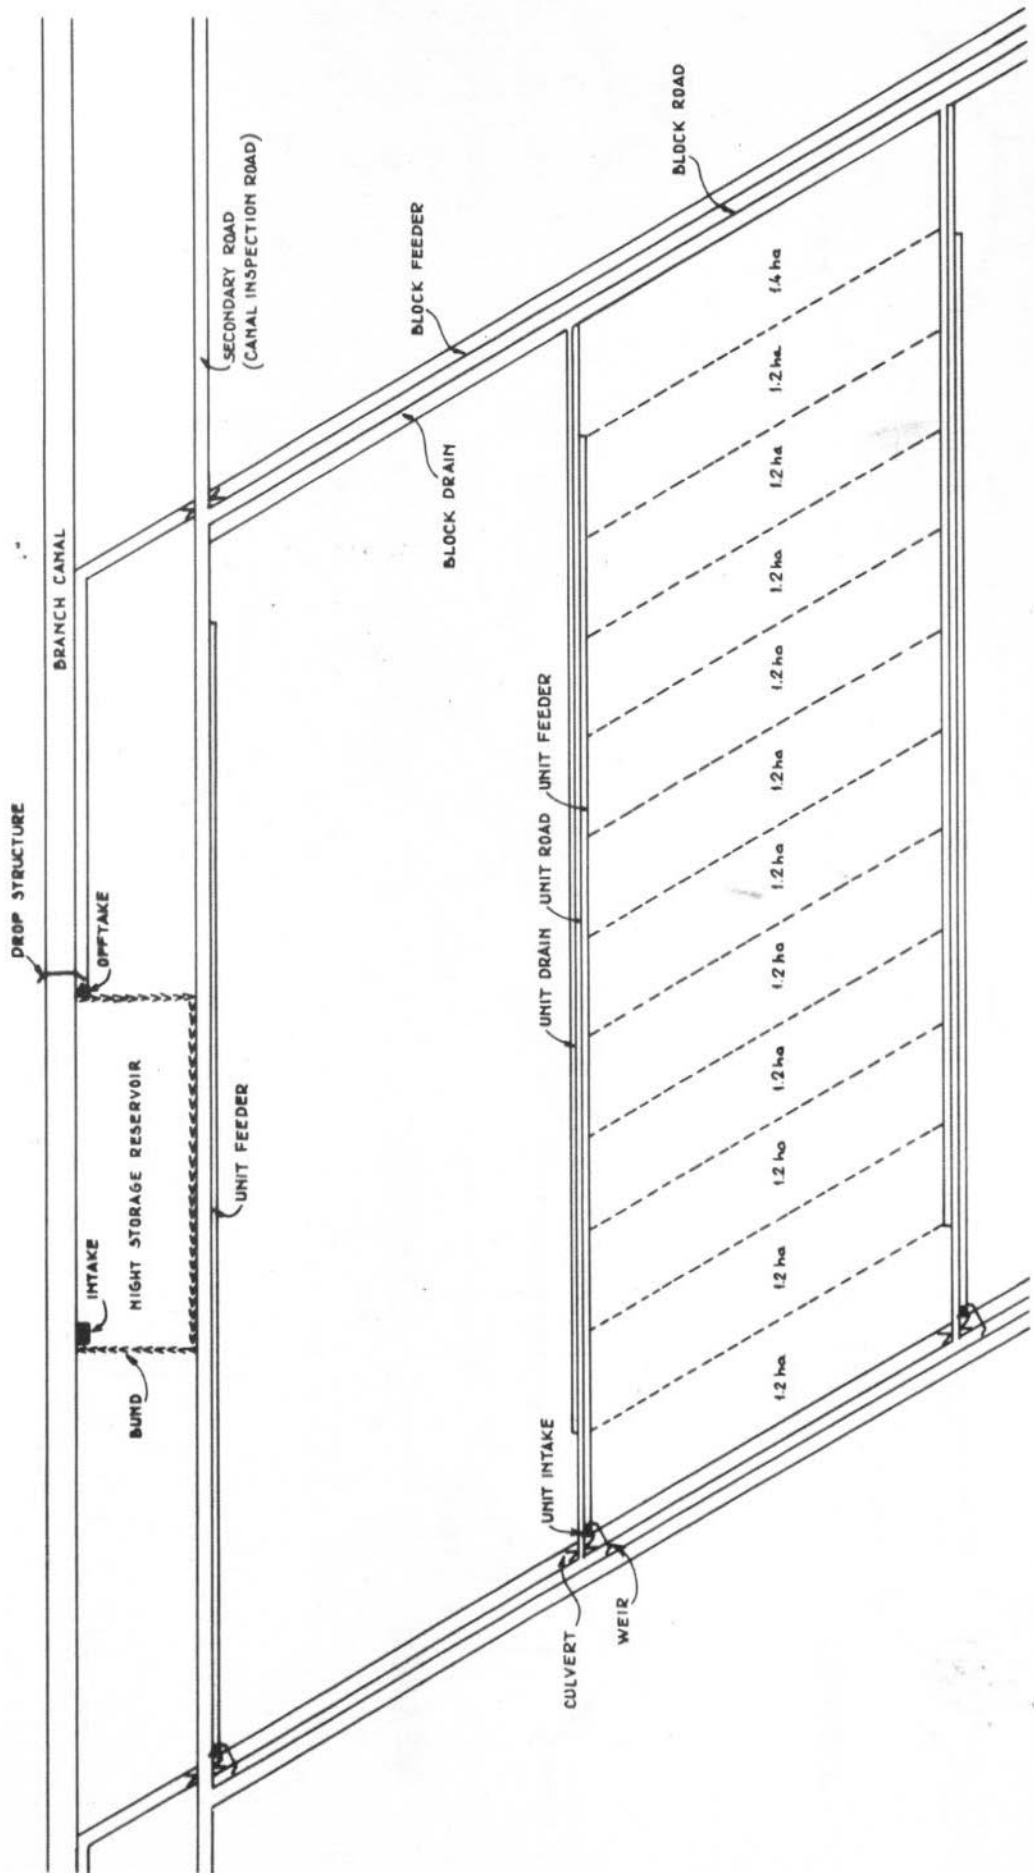 DROP STRUCTURE
BRANCH CANAL
INTAKE
OFFTAKE
BUND
NIGHT STORAGE RESERVOIR
SECONDARY ROAD
(CANAL INSPECTION ROAD)
UNIT FEEDER
BLOCK FEEDER
BLOCK DRAIN
UNIT INTAKE
UNIT DRAIN
UNIT ROAD
UNIT FEEDER
CULVERT
WEIR
BLOCK ROAD
1.2 ha
1.2 ha
1.2 ha
1.2 ha
1.2 ha
1.2 ha
1.2 ha
1.2 ha
1.2 ha
1.2 ha
1.2 ha
1.4 ha